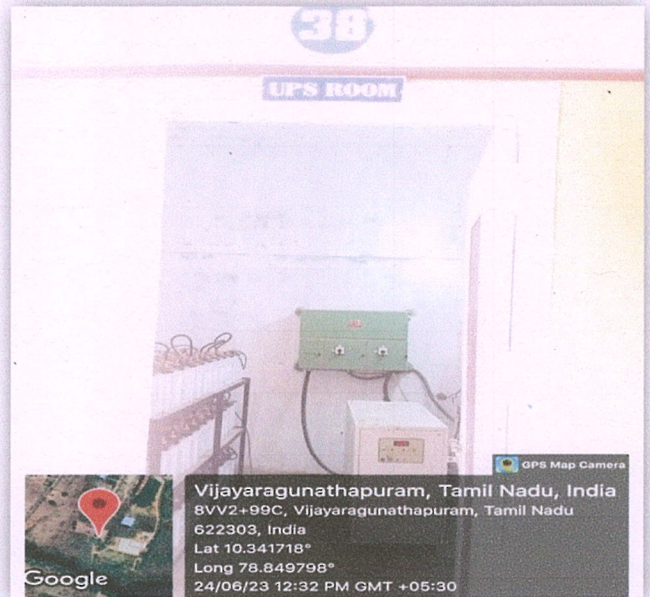 38
UPS ROOM
GPS Map Camera
Vijayaragunathapuram, Tamil Nadu, India
8VV2+99C, Vijayaragunathapuram, Tamil Nadu
622303, India
Lat 10.341718°
Long 78.849798°
24/06/23 12:32 PM GMT +05:30
Google